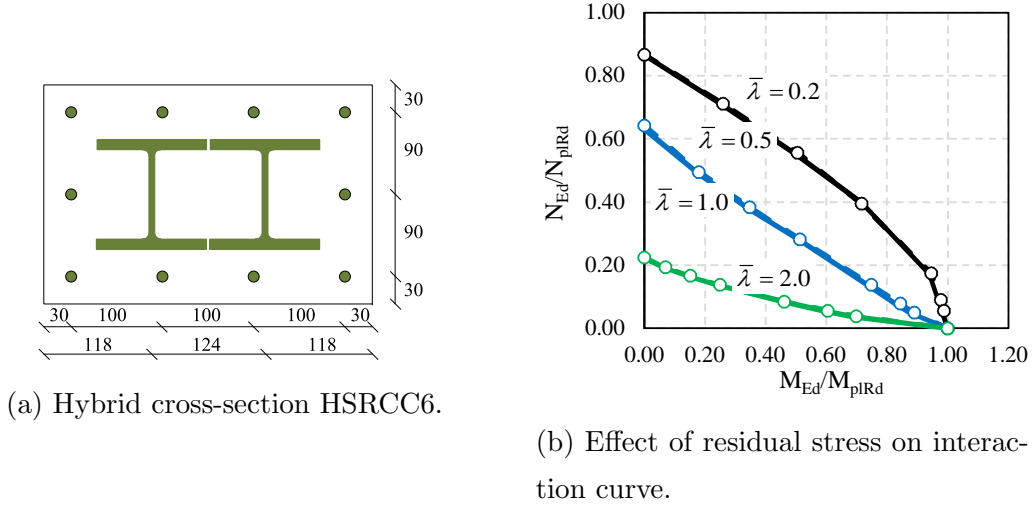 30
90
90
30
30 100 100 100 30
118 124 118
(a) Hybrid cross-section HSRCC6.
N_Ed/N_plRd
1.00
0.80
0.60
0.40
0.20
0.00
λ̅ = 0.2
λ̅ = 0.5
λ̅ = 1.0
λ̅ = 2.0
0.00 0.20 0.40 0.60 0.80 1.00 1.20
M_Ed/M_plRd
(b) Effect of residual stress on interac-
tion curve.